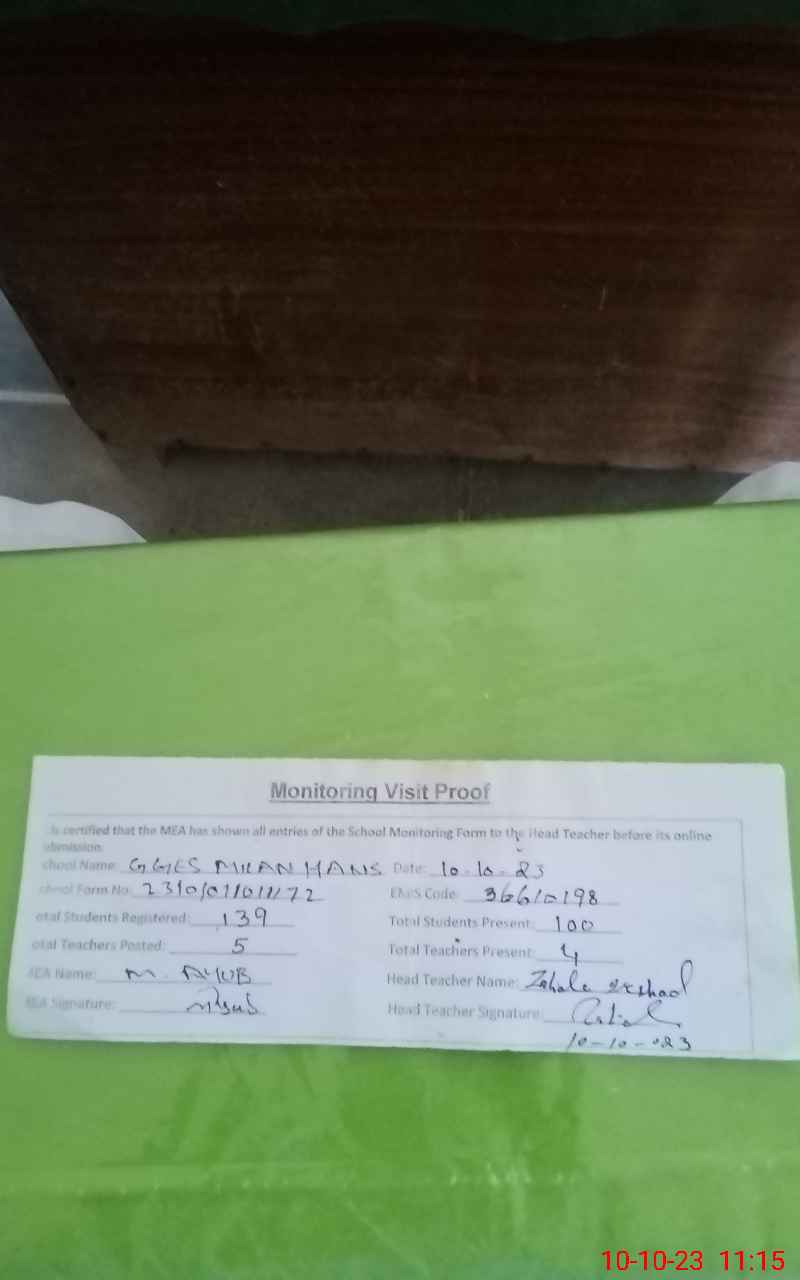 Monitoring Visit Proof
is certified that the MEA has shown all entries of the School Monitoring Form to the Head Teacher before its online
ubmission.
chool Name: GGES MILAN HANS Date: 10-10-23
chool Form No: 2310/01/01/172 EMIS Code: 36610198
otal Students Registered: 139 Total Students Present: 100
otal Teachers Posted: 5 Total Teachers Present: 4
MEA Name: M. AYUB Head Teacher Name:
MEA Signature: Head Teacher Signature:
10-10-023
10-10-23 11:15